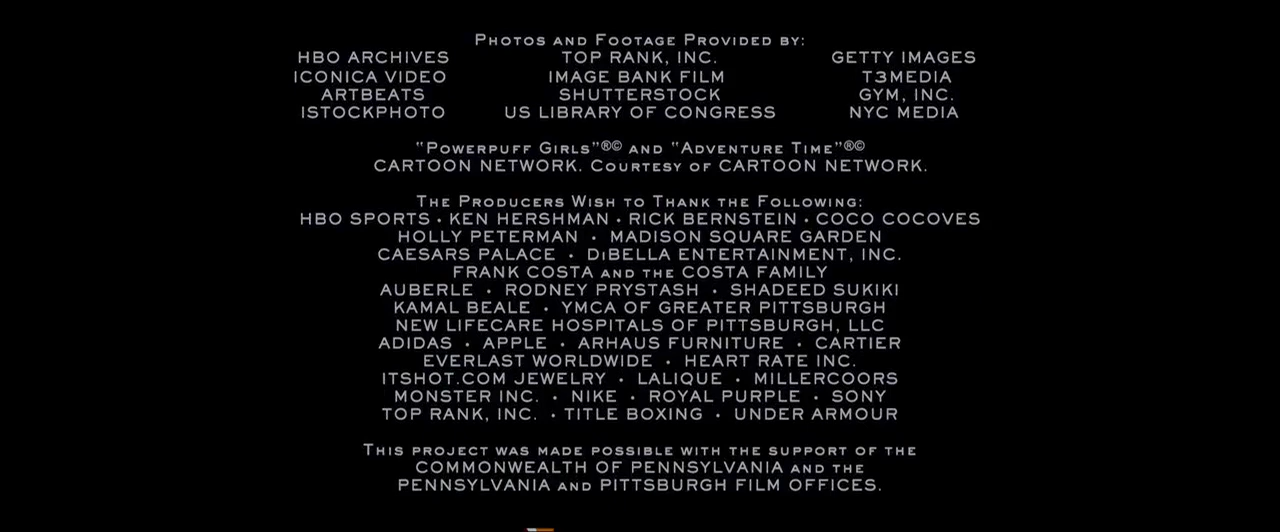 Photos and Footage Provided by:
HBO ARCHIVES TOP RANK, INC. GETTY IMAGES
ICONICA VIDEO IMAGE BANK FILM T3MEDIA
ARTBEATS SHUTTERSTOCK GYM, INC.
ISTOCKPHOTO US LIBRARY OF CONGRESS NYC MEDIA
"Powerpuff Girls"®© and "Adventure Time"®©
CARTOON NETWORK. Courtesy of CARTOON NETWORK.
The Producers Wish to Thank the Following:
HBO SPORTS • KEN HERSHMAN • RICK BERNSTEIN • COCO COCOVES
HOLLY PETERMAN • MADISON SQUARE GARDEN
CAESARS PALACE • DiBELLA ENTERTAINMENT, INC.
FRANK COSTA and the COSTA FAMILY
AUBERLE • RODNEY PRYSTASH • SHADEED SUKIKI
KAMAL BEALE • YMCA OF GREATER PITTSBURGH
NEW LIFECARE HOSPITALS OF PITTSBURGH, LLC
ADIDAS • APPLE • ARHAUS FURNITURE • CARTIER
EVERLAST WORLDWIDE • HEART RATE INC.
ITSHOT.COM JEWELRY • LALIQUE • MILLERCOORS
MONSTER INC. • NIKE • ROYAL PURPLE • SONY
TOP RANK, INC. • TITLE BOXING • UNDER ARMOUR
This project was made possible with the support of the
COMMONWEALTH OF PENNSYLVANIA and the
PENNSYLVANIA and PITTSBURGH FILM OFFICES.